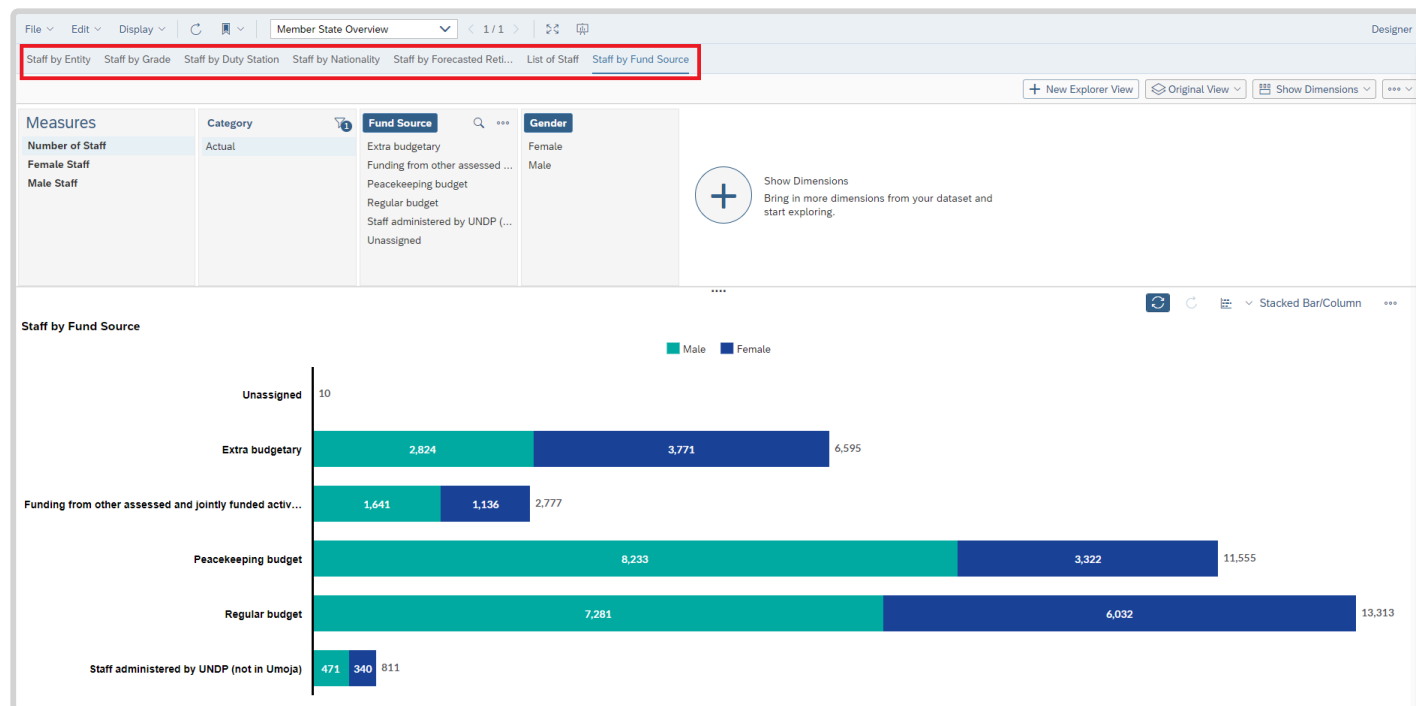 File Edit Display Member State Overview 1 / 1 Designer
Staff by Entity Staff by Grade Staff by Duty Station Staff by Nationality Staff by Forecasted Reti... List of Staff Staff by Fund Source
+ New Explorer View Original View Show Dimensions
Measures Category 1 Fund Source Gender
Number of Staff Actual Extra budgetary Female
Female Staff Funding from other assessed ... Male
Male Staff Peacekeeping budget
Regular budget
Staff administered by UNDP (...
Unassigned
Show Dimensions
Bring in more dimensions from your dataset and
start exploring.
Stacked Bar/Column
Staff by Fund Source
Male Female
Unassigned 10
Extra budgetary 2,824 3,771 6,595
Funding from other assessed and jointly funded activ... 1,641 1,136 2,777
Peacekeeping budget 8,233 3,322 11,555
Regular budget 7,281 6,032 13,313
Staff administered by UNDP (not in Umoja) 471 340 811